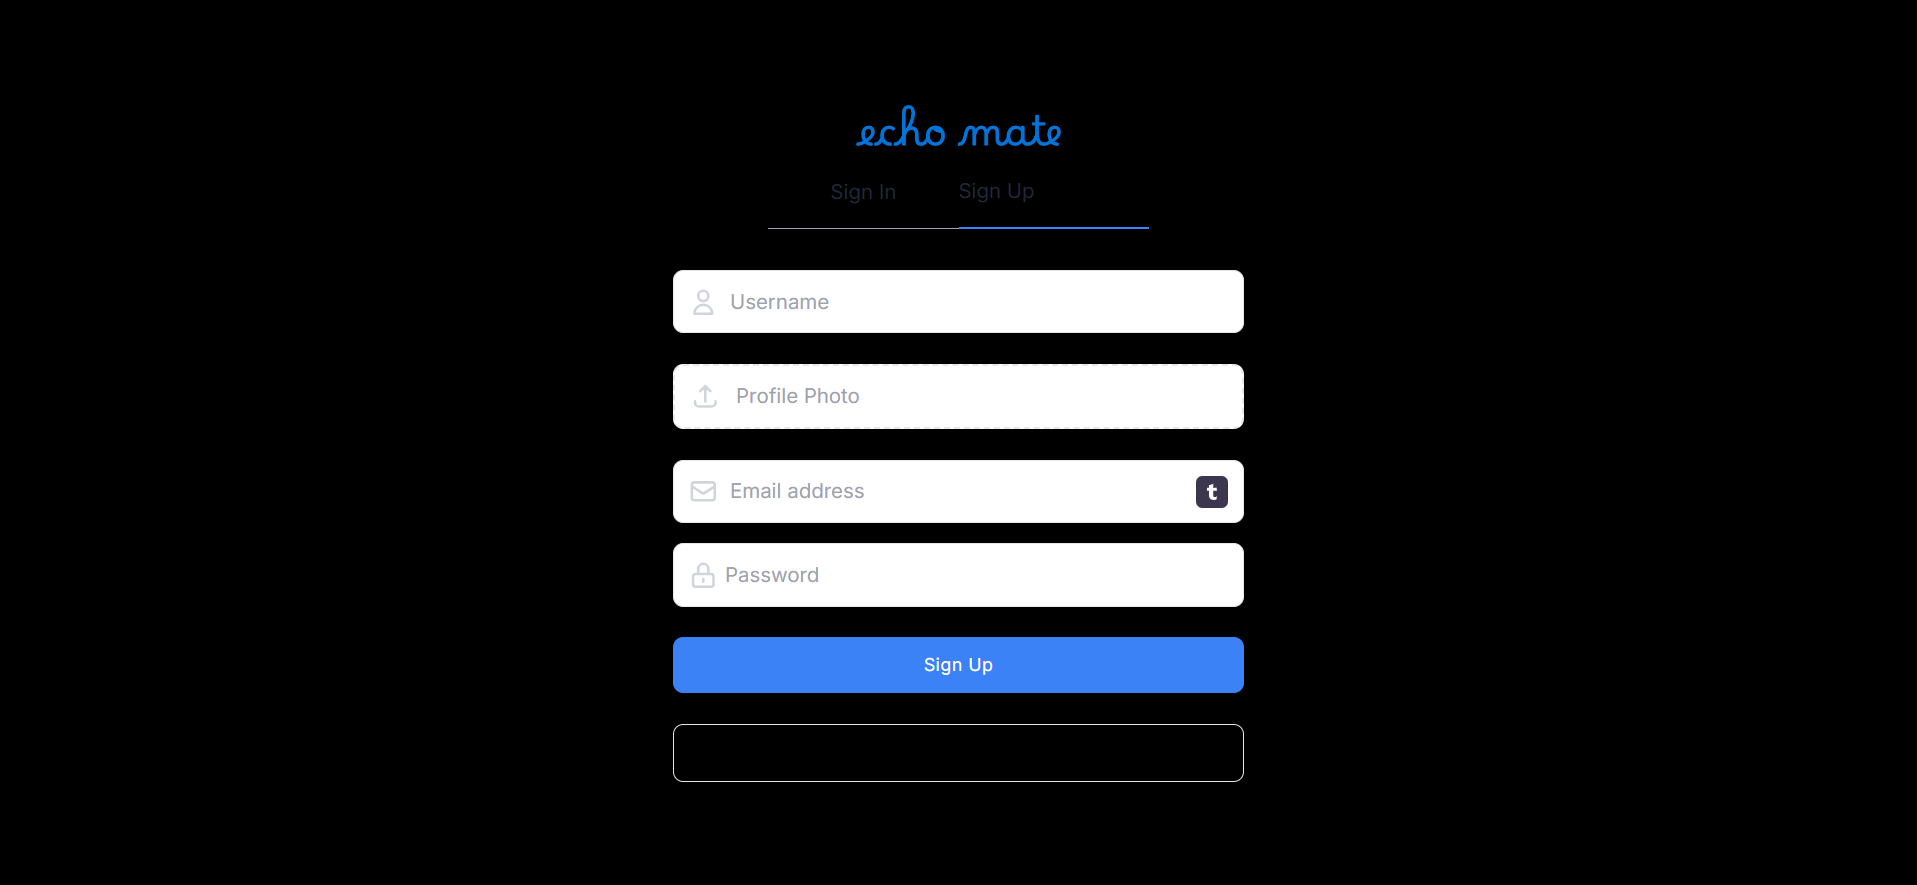 echo mate
Sign In Sign Up
Username
Profile Photo
Email address t
Password
Sign Up